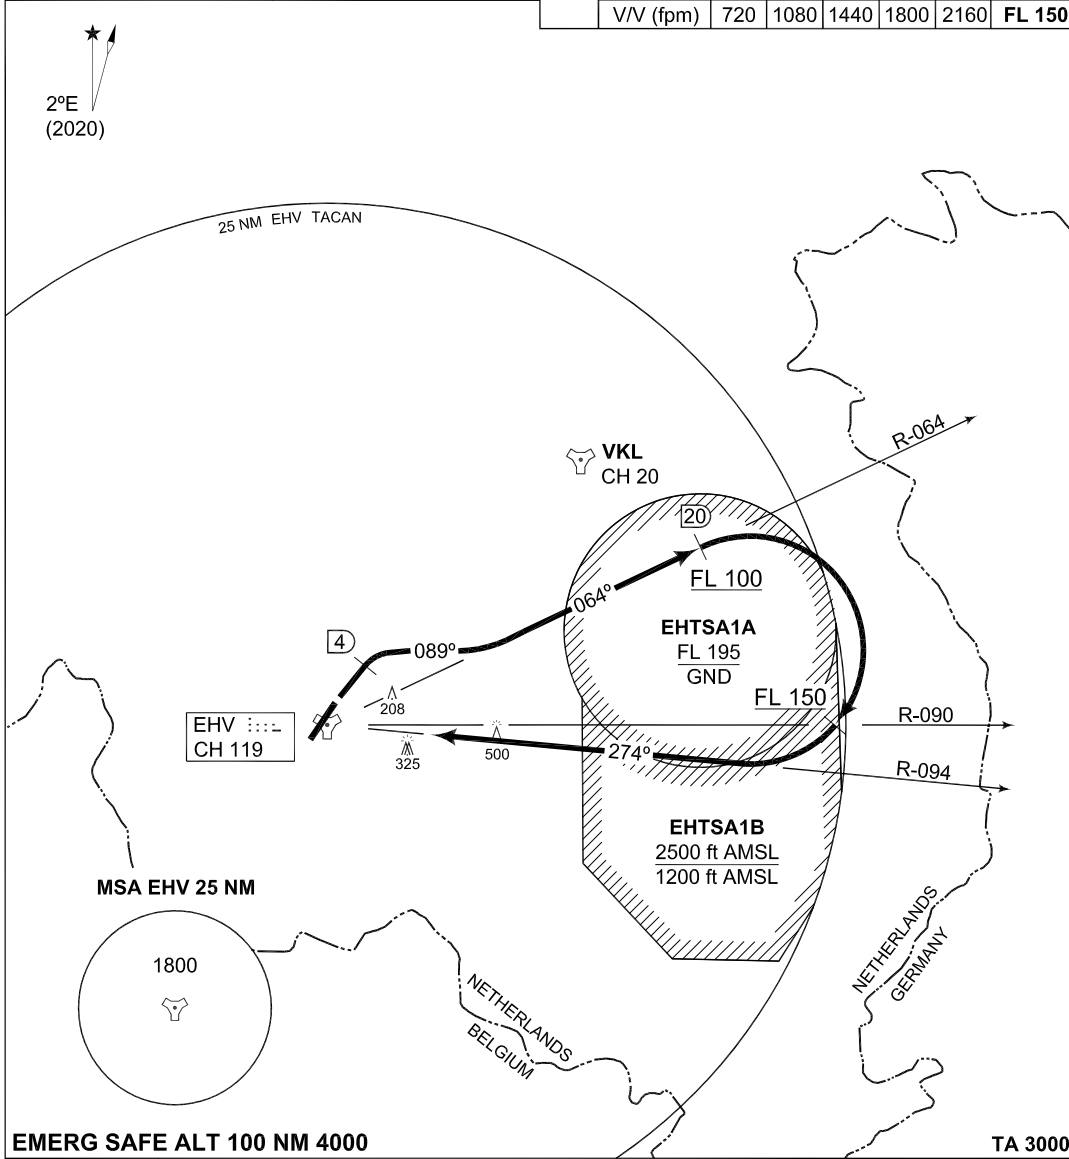 V/V (fpm) 720 1080 1440 1800 2160 FL 150
2ºE
(2020)
25 NM EHV TACAN
R-064
VKL
CH 20
20
FL 100
064º
EHTSA1A
FL 195
GND
4
089º
208
FL 150
EHV
CH 119
R-090
500
325
274º
R-094
EHTSA1B
2500 ft AMSL
1200 ft AMSL
MSA EHV 25 NM
1800
NETHERLANDS
GERMANY
NETHERLANDS
BELGIUM
EMERG SAFE ALT 100 NM 4000
TA 3000